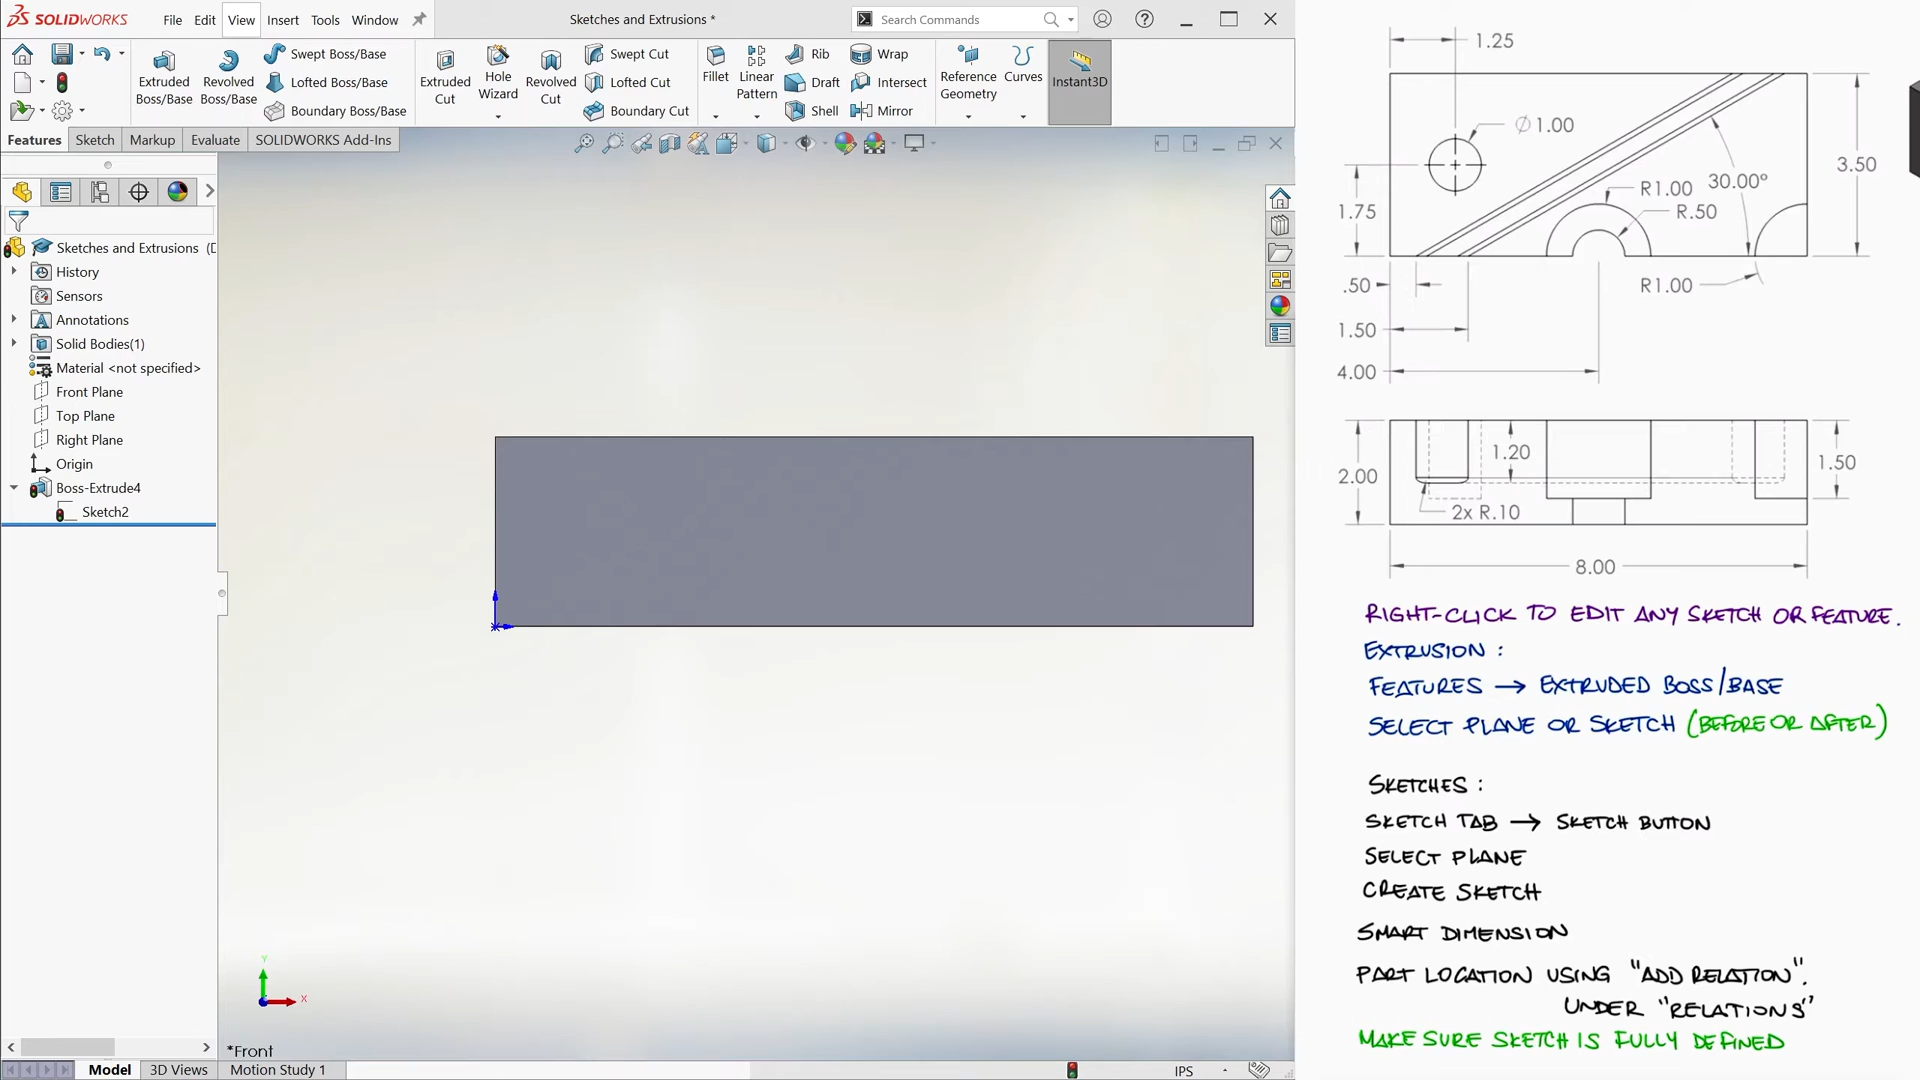 SOLIDWORKS File Edit View Insert Tools Window Sketches and Extrusions * Search Commands
Extruded Boss/Base
Revolved Boss/Base
Swept Boss/Base
Lofted Boss/Base
Boundary Boss/Base
Extruded Cut
Hole Wizard
Revolved Cut
Swept Cut
Lofted Cut
Boundary Cut
Fillet
Linear Pattern
Rib
Draft
Shell
Wrap
Intersect
Mirror
Reference Geometry
Curves
Instant3D
Features Sketch Markup Evaluate SOLIDWORKS Add-Ins
Sketches and Extrusions (D
History
Sensors
Annotations
Solid Bodies(1)
Material <not specified>
Front Plane
Top Plane
Right Plane
Origin
Boss-Extrude4
Sketch2
Y
X
*Front
Model 3D Views Motion Study 1
IPS
1.25
Ø 1.00
3.50
R1.00 30.00°
R.50
1.75
.50
R1.00
1.50
4.00
1.20
1.50
2.00
2x R.10
8.00
RIGHT-CLICK TO EDIT ANY SKETCH OR FEATURE.
EXTRUSION :
FEATURES → EXTRUDED BOSS/BASE
SELECT PLANE OR SKETCH (BEFORE OR AFTER)
SKETCHES :
SKETCH TAB → SKETCH BUTTON
SELECT PLANE
CREATE SKETCH
SMART DIMENSION
PART LOCATION USING "ADD RELATION".
UNDER "RELATIONS"
MAKE SURE SKETCH IS FULLY DEFINED